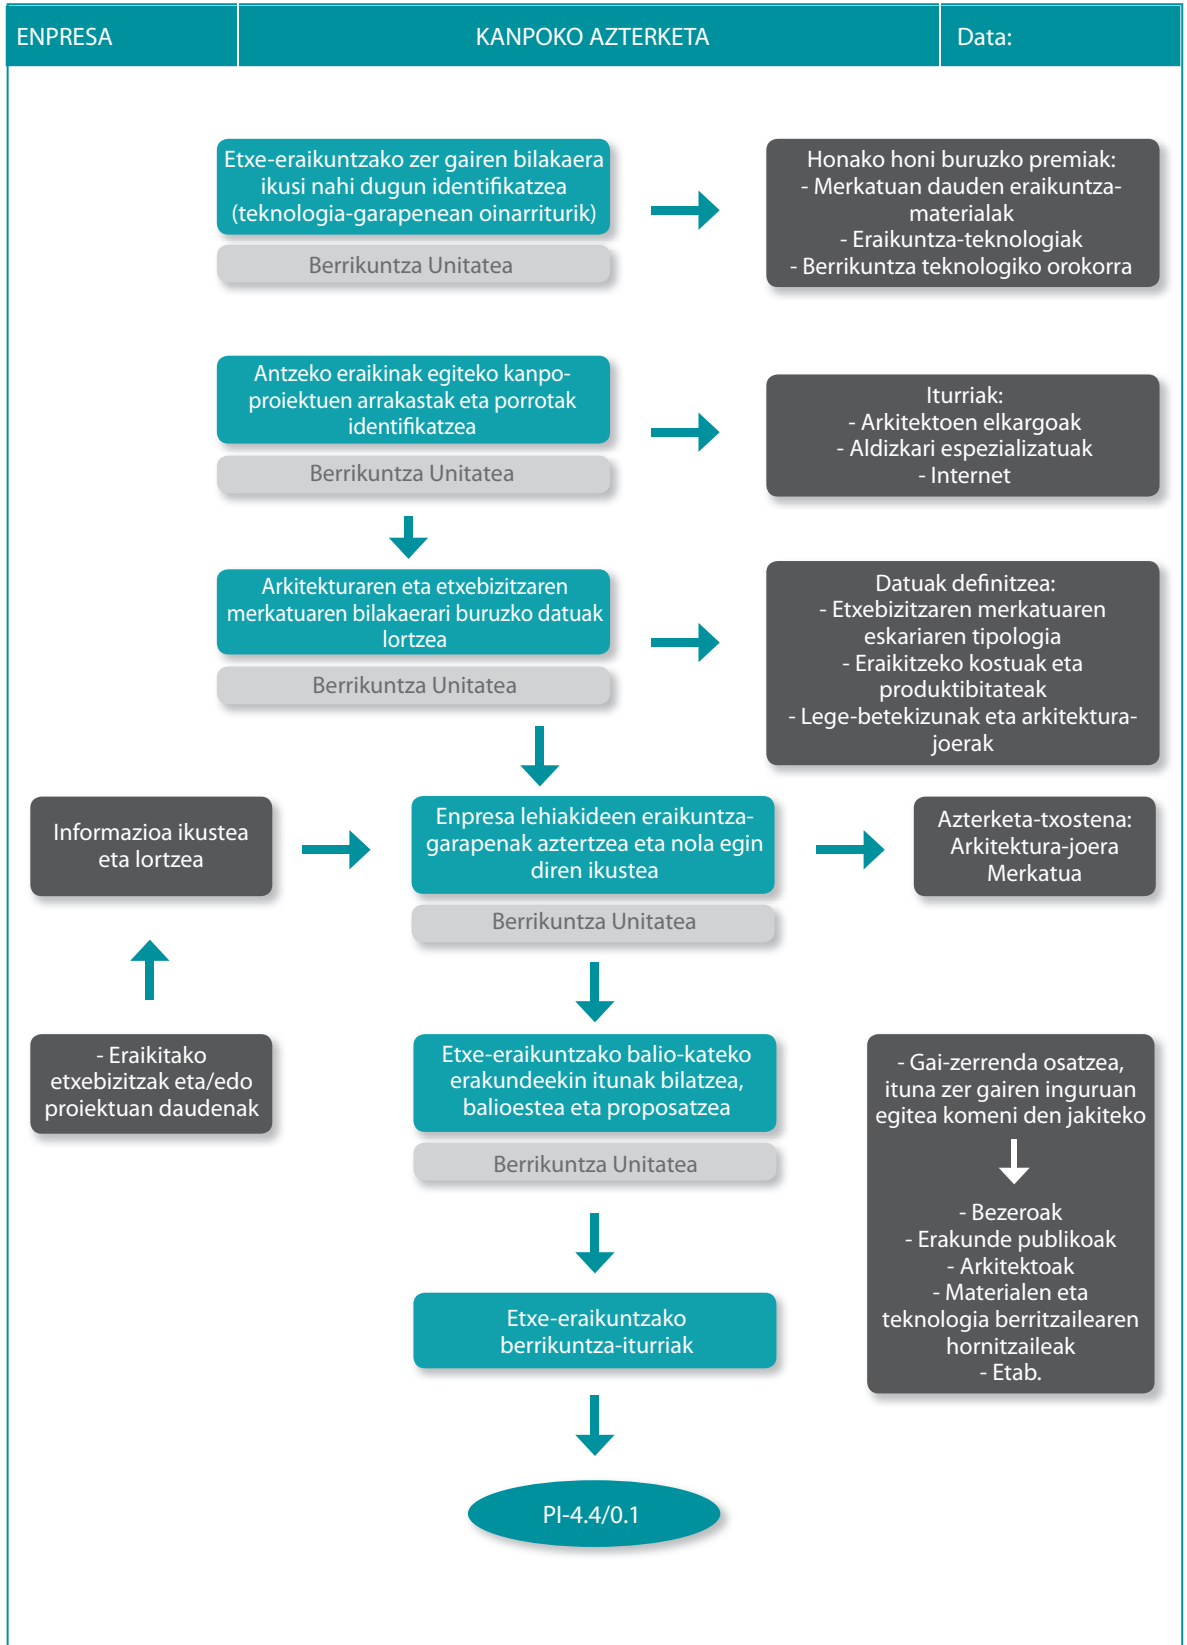 ENPRESA
KANPOKO AZTERKETA
Data:
Etxe-eraikuntzako zer gairen bilakaera
ikusi nahi dugun identifikatzea
(teknologia-garapenean oinarriturik)
Berrikuntza Unitatea
Honako honi buruzko premiak:
- Merkatuan dauden eraikuntza-
materialak
- Eraikuntza-teknologiak
- Berrikuntza teknologiko orokorra
Antzeko eraikinak egiteko kanpo-
proiektuen arrakastak eta porrotak
identifikatzea
Berrikuntza Unitatea
Iturriak:
- Arkitektoen elkargoak
- Aldizkari espezializatuak
- Internet
Arkitekturaren eta etxebizitzaren
merkatuaren bilakaerari buruzko datuak
lortzea
Berrikuntza Unitatea
Datuak definitzea:
- Etxebizitzaren merkatuaren
eskariaren tipologia
- Eraikitzeko kostuak eta
produktibitateak
- Lege-betekizunak eta arkitektura-
joerak
Informazioa ikustea
eta lortzea
Enpresa lehiakideen eraikuntza-
garapenak aztertzea eta nola egin
diren ikustea
Berrikuntza Unitatea
Azterketa-txostena:
Arkitektura-joera
Merkatua
- Eraikitako
etxebizitzak eta/edo
proiektuan daudenak
Etxe-eraikuntzako balio-kateko
erakundeekin itunak bilatzea,
balioestea eta proposatzea
Berrikuntza Unitatea
- Gai-zerrenda osatzea,
ituna zer gairen inguruan
egitea komeni den jakiteko
- Bezeroak
- Erakunde publikoak
- Arkitektoak
- Materialen eta
teknologia berritzailearen
hornitzaileak
- Etab.
Etxe-eraikuntzako
berrikuntza-iturriak
PI-4.4/0.1